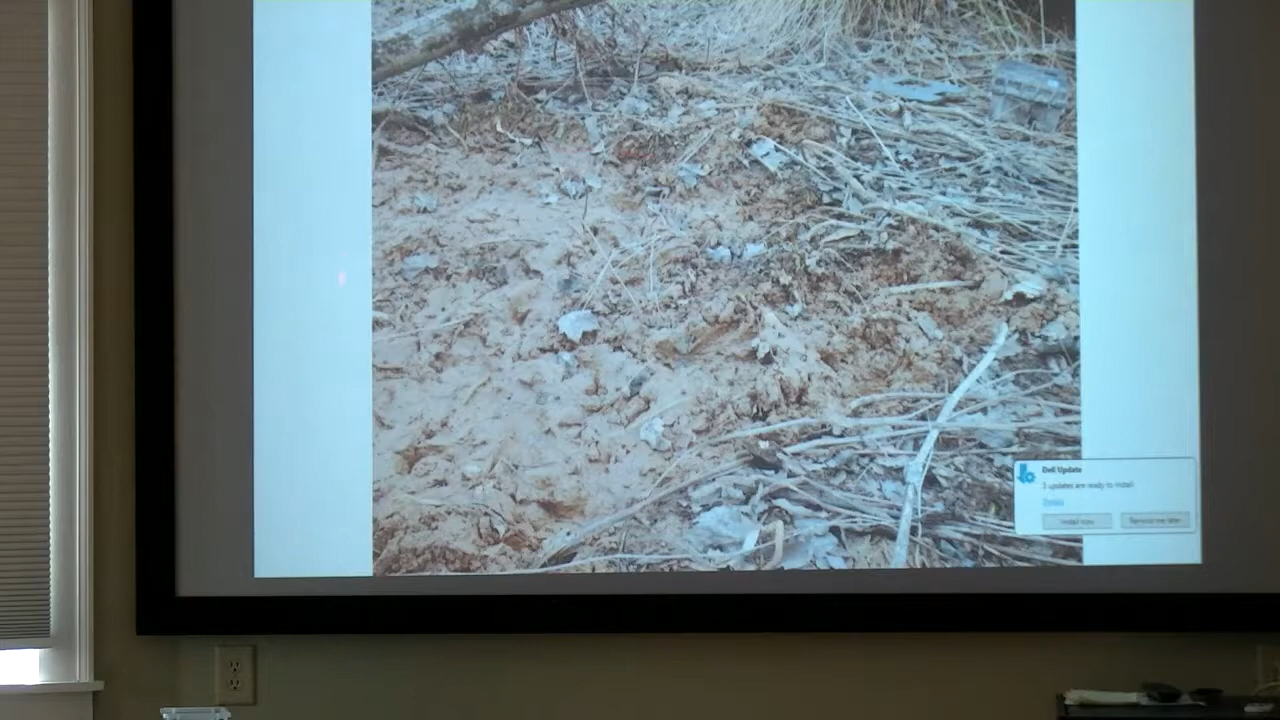 Dell Update
3 updates are ready to install
Details
Install now
Remind me later